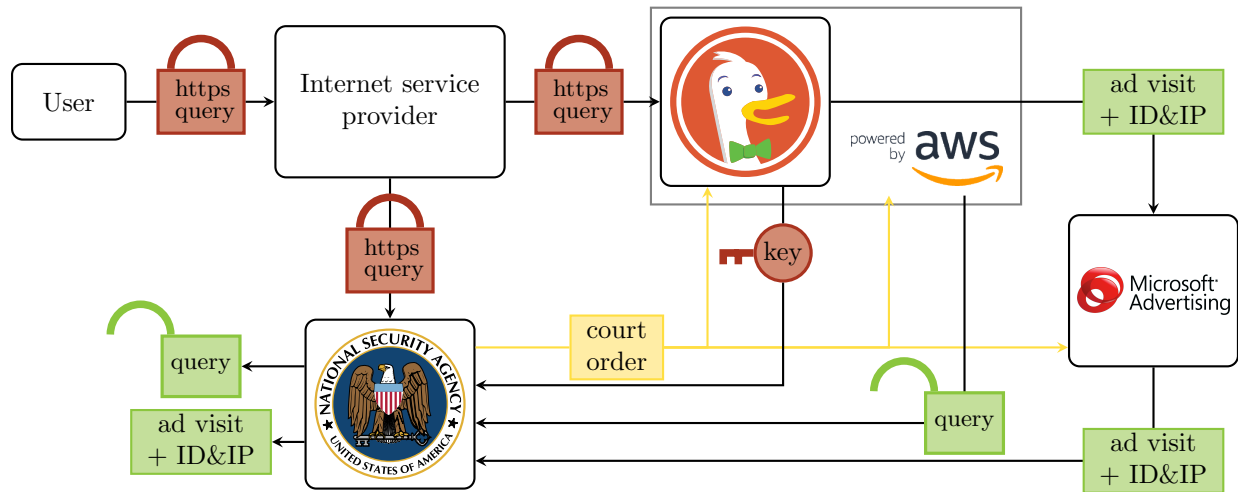 User
https
query
Internet service
provider
https
query
powered
by
aws
ad visit
+ ID&IP
https
query
key
Microsoft®
Advertising
court
order
query
NATIONAL SECURITY AGENCY
UNITED STATES OF AMERICA
query
ad visit
+ ID&IP
ad visit
+ ID&IP